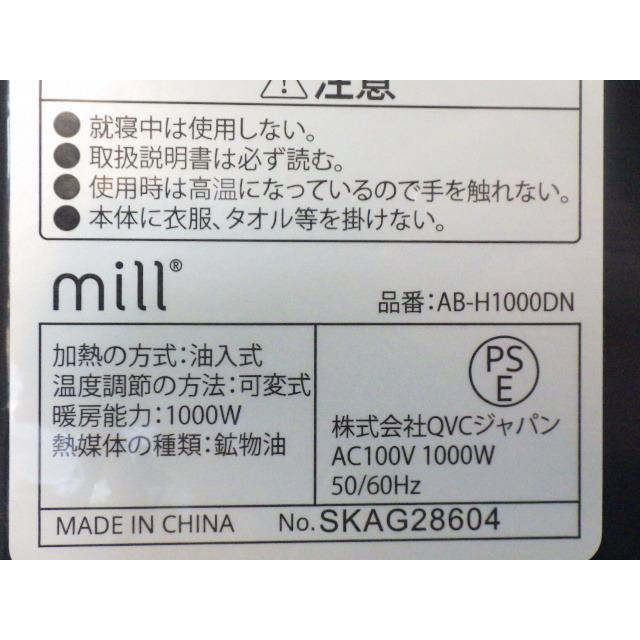 ⚠注意
● 就寝中は使用しない。
● 取扱説明書は必ず読む。
● 使用時は高温になっているので手を触れない。
● 本体に衣服、タオル等を掛けない。
mill®
品番:AB-H1000DN
加熱の方式:油入式
温度調節の方法:可変式
暖房能力:1000W
熱媒体の種類:鉱物油
PS
E
株式会社QVCジャパン
AC100V 1000W
50/60Hz
MADE IN CHINA No.SKAG28604